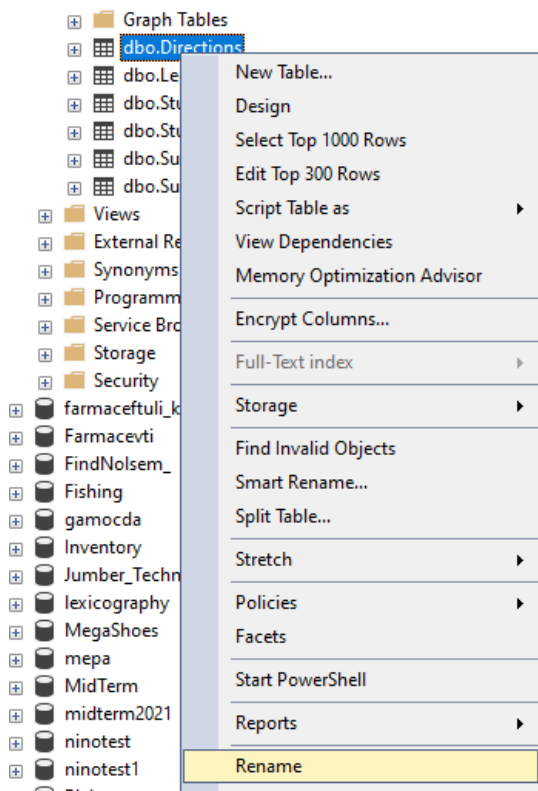 Graph Tables
dbo.Directions
dbo.Le
dbo.Stu
dbo.Stu
dbo.Su
dbo.Su
Views
External Re
Synonyms
Programm
Service Bro
Storage
Security
farmaceftuli_k
Farmacevti
FindNolsem_
Fishing
gamocda
Inventory
Jumber_Techn
lexicography
MegaShoes
mepa
MidTerm
midterm2021
ninotest
ninotest1
New Table...
Design
Select Top 1000 Rows
Edit Top 300 Rows
Script Table as
View Dependencies
Memory Optimization Advisor
Encrypt Columns...
Full-Text index
Storage
Find Invalid Objects
Smart Rename...
Split Table...
Stretch
Policies
Facets
Start PowerShell
Reports
Rename